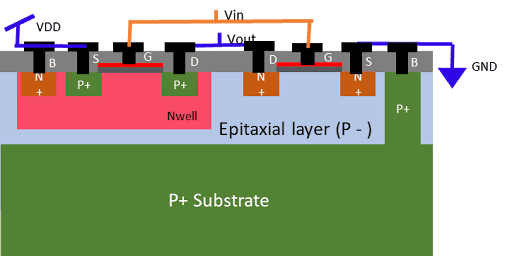 Vin
VDD
Vout
B S G D D G S B
GND
N
+
P+
P+
N
+
N
+
P+
Nwell
Epitaxial layer (P - )
P+ Substrate